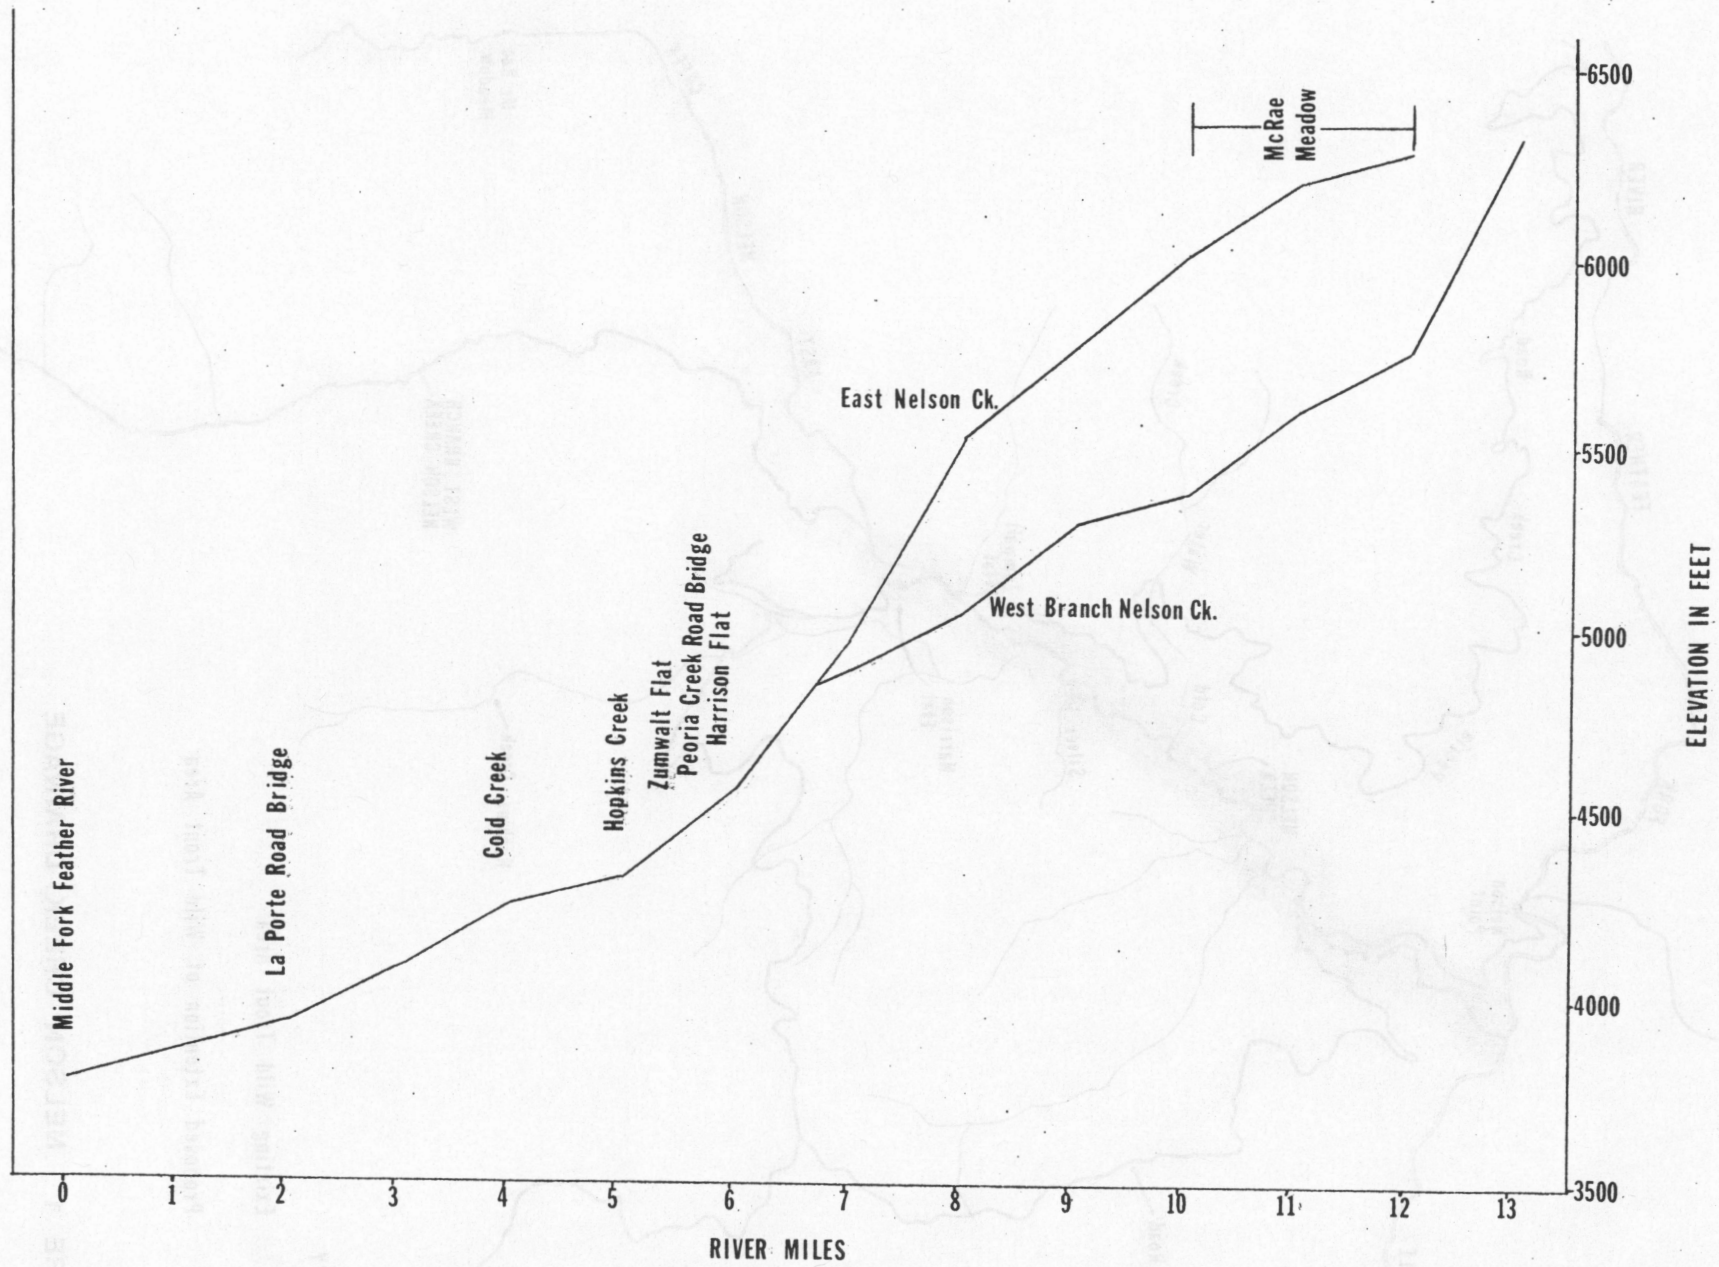 6500
McRae
Meadow
6000
East Nelson Ck.
5500
West Branch Nelson Ck.
5000
ELEVATION IN FEET
Peoria Creek Road Bridge
Harrison Flat
Zumwalt Flat
Hopkins Creek
Cold Creek
La Porte Road Bridge
Middle Fork Feather River
4500
4000
3500
0 1 2 3 4 5 6 7 8 9 10 11 12 13
RIVER MILES